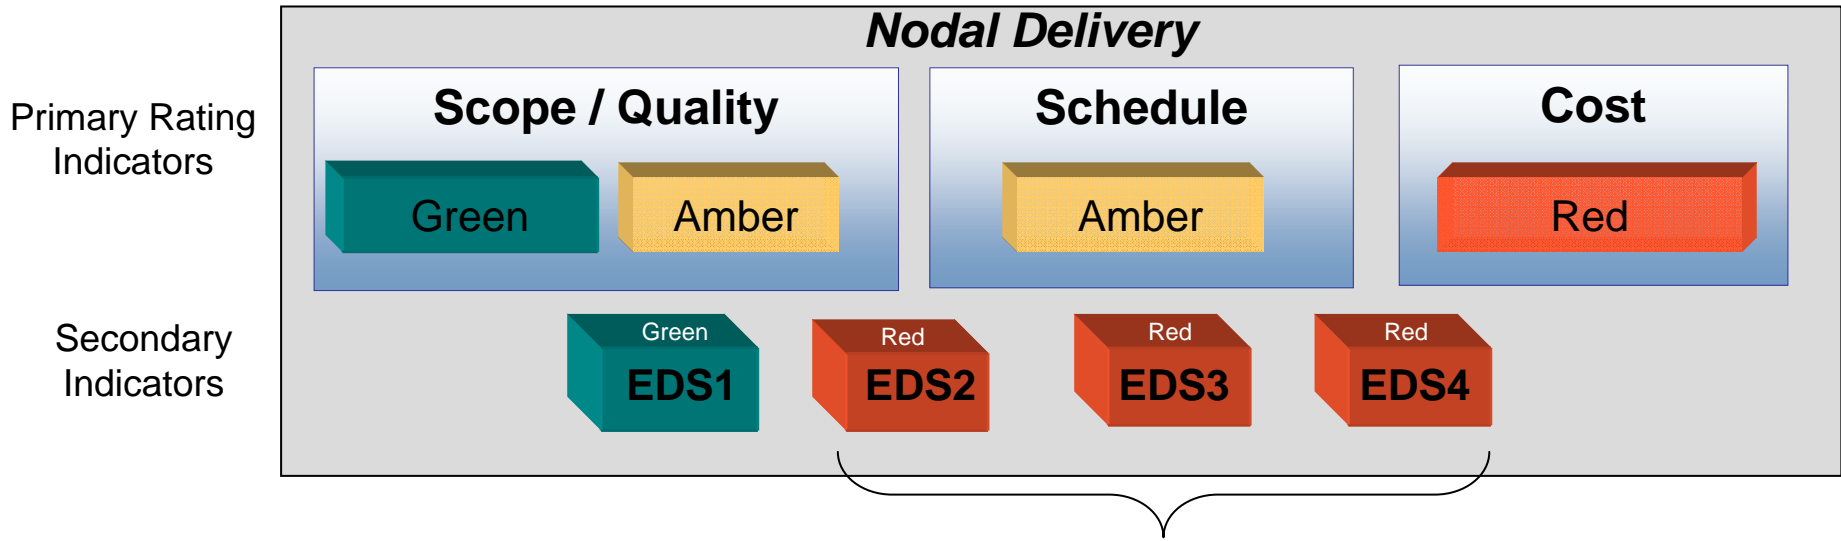 Nodal Delivery
Primary Rating
Indicators
Scope / Quality
Schedule
Cost
Green
Amber
Amber
Red
Secondary
Indicators
Green
EDS1
Red
EDS2
Red
EDS3
Red
EDS4